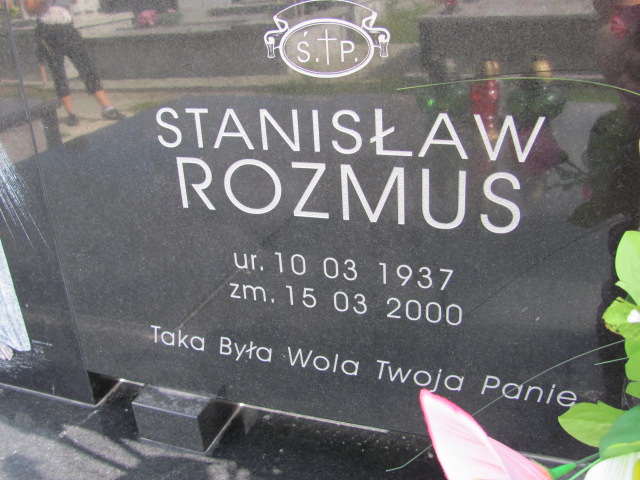 Ś.†P.
STANISŁAW
ROZMUS
ur. 10 03 1937
zm. 15 03 2000
Taka Była Wola Twoja Panie